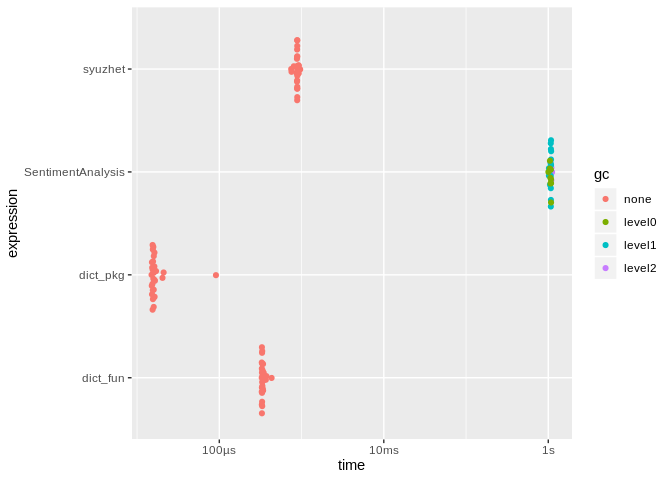 syuzhet
SentimentAnalysis
dict_pkg
dict_fun
expression
100µs
10ms
1s
time
gc
none
level0
level1
level2